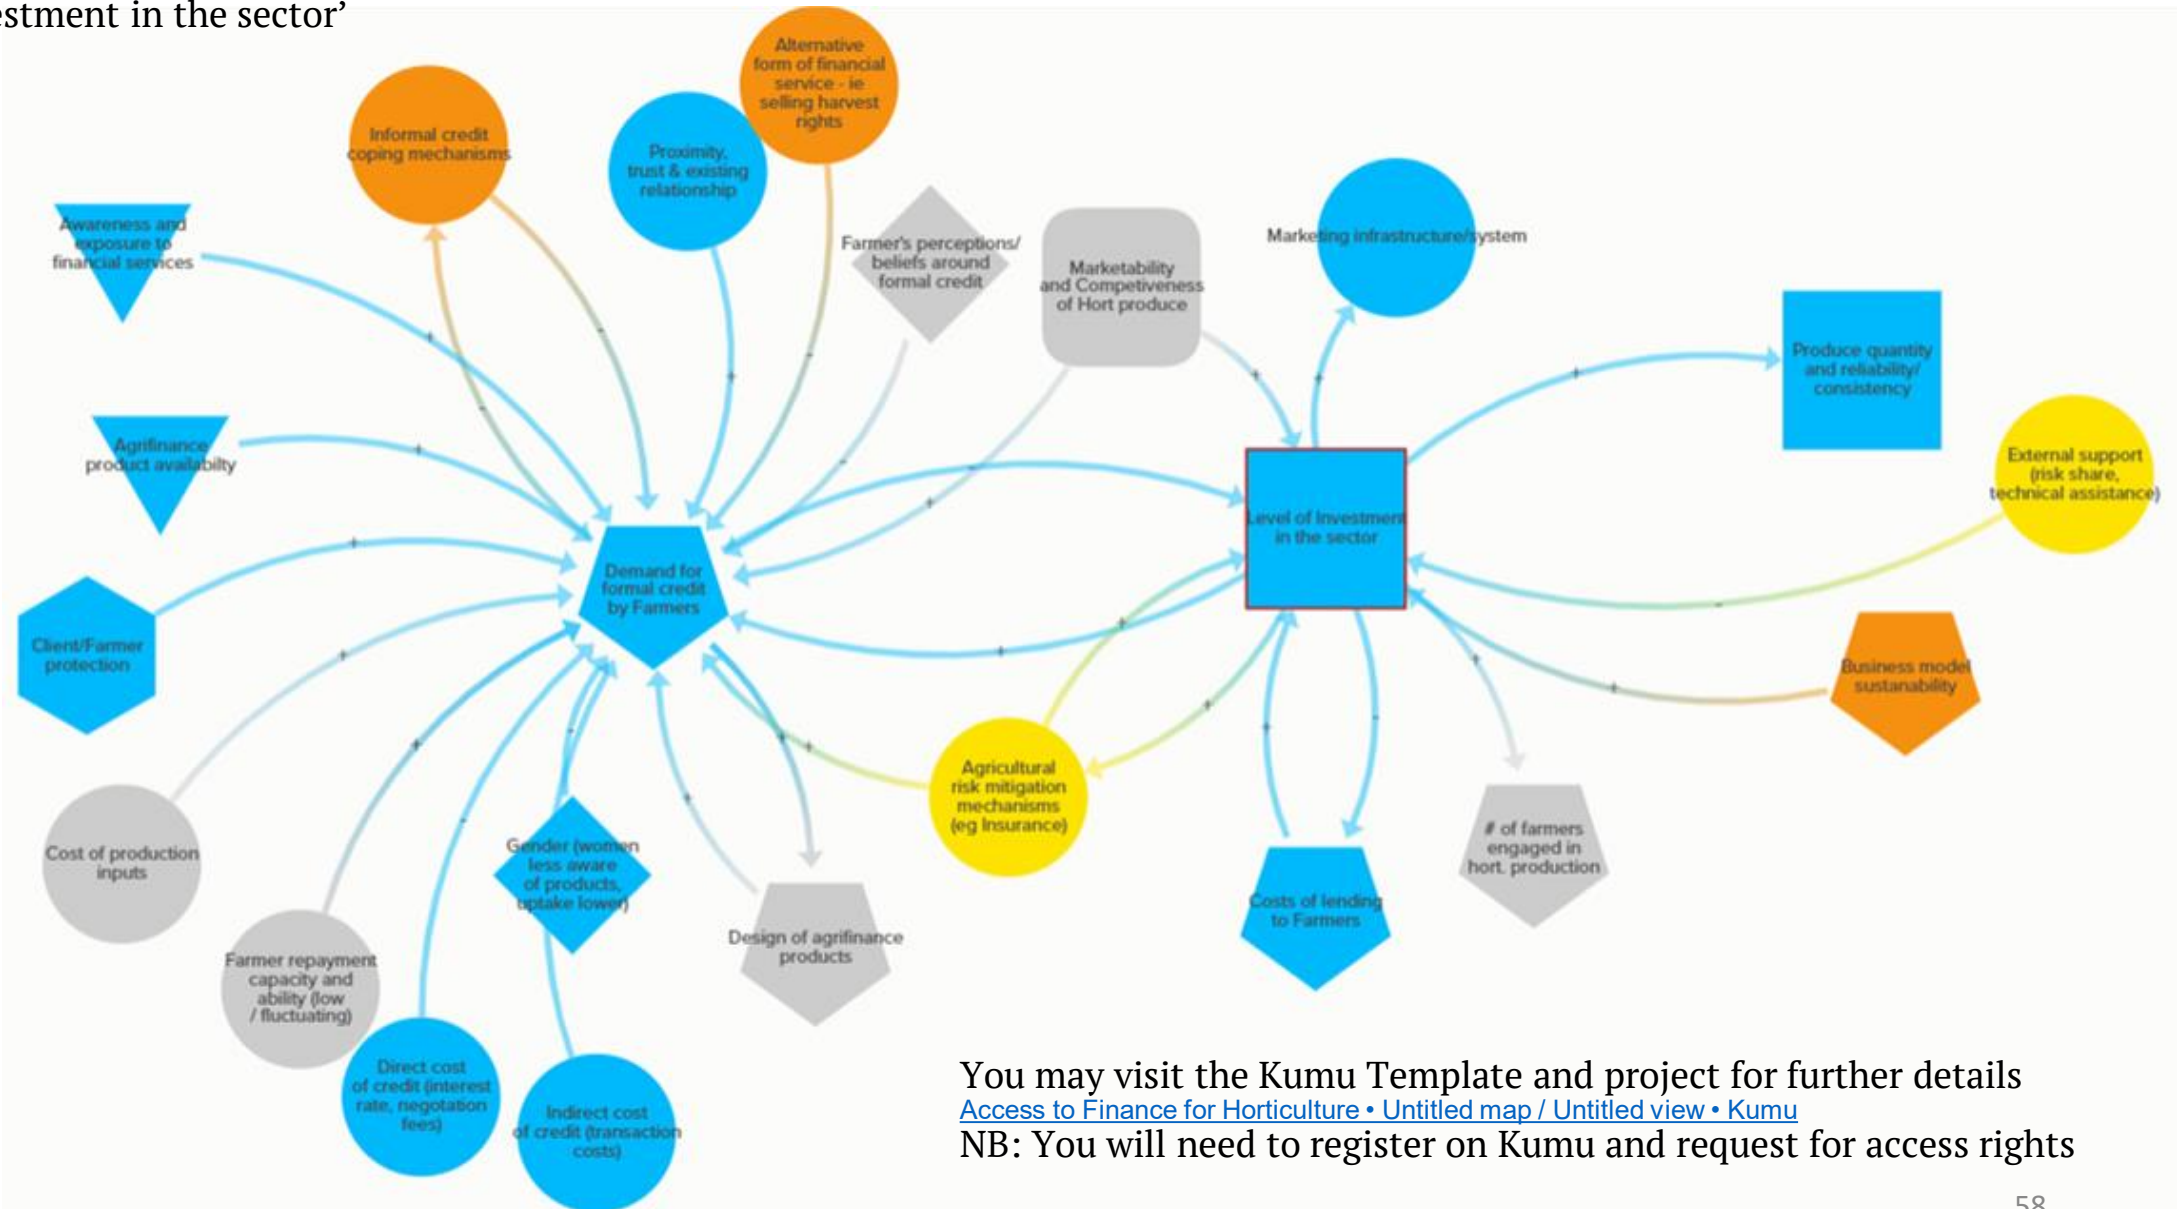 estment in the sector’
Alternative
form of financial
service - ie
selling harvest
rights
Informal credit
coping mechanisms
Proximity,
trust & existing
relationship
Awareness and
exposure to
financial services
Farmer's perceptions/
beliefs around
formal credit
Marketability
and Competiveness
of Hort produce
Marketing infrastructure/system
Produce quantity
and reliability/
consistency
Agrifinance
product availabilty
External support
(risk share,
technical assistance)
Level of Investment
in the sector
Demand for
formal credit
by Farmers
Client/Farmer
protection
Business model
sustanability
Agricultural
risk mitigation
mechanisms
(eg Insurance)
Cost of production
inputs
Gender (women
less aware
of products,
uptake lower)
# of farmers
engaged in
hort. production
Costs of lending
to Farmers
Design of agrifinance
products
Farmer repayment
capacity and
ability (low
/ fluctuating)
Direct cost
of credit (interest
rate, negotation
fees)
Indirect cost
of credit (transaction
costs)
You may visit the Kumu Template and project for further details
Access to Finance for Horticulture • Untitled map / Untitled view • Kumu
NB: You will need to register on Kumu and request for access rights
58